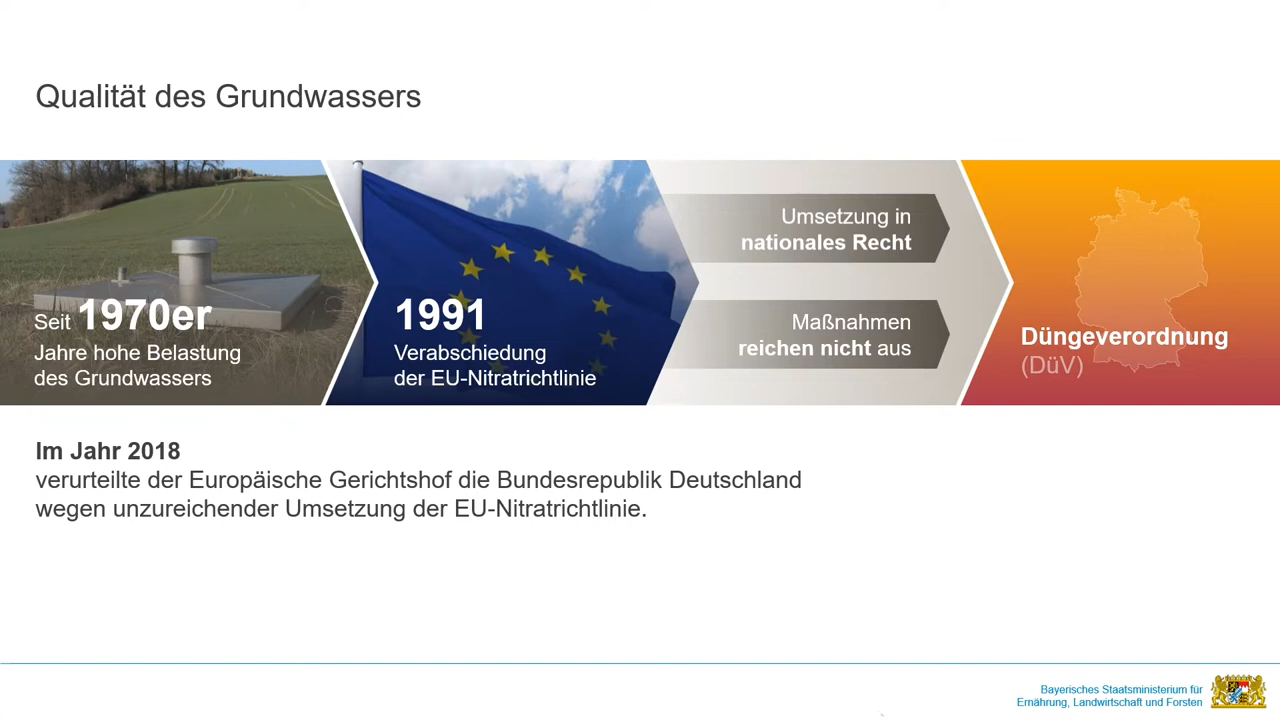 Qualität des Grundwassers
Seit 1970er
Jahre hohe Belastung
des Grundwassers
1991
Verabschiedung
der EU-Nitratrichtlinie
Umsetzung in
nationales Recht
Maßnahmen
reichen nicht aus
Düngeverordnung
(DüV)
Im Jahr 2018
verurteilte der Europäische Gerichtshof die Bundesrepublik Deutschland
wegen unzureichender Umsetzung der EU-Nitratrichtlinie.
Bayerisches Staatsministerium für
Ernährung, Landwirtschaft und Forsten